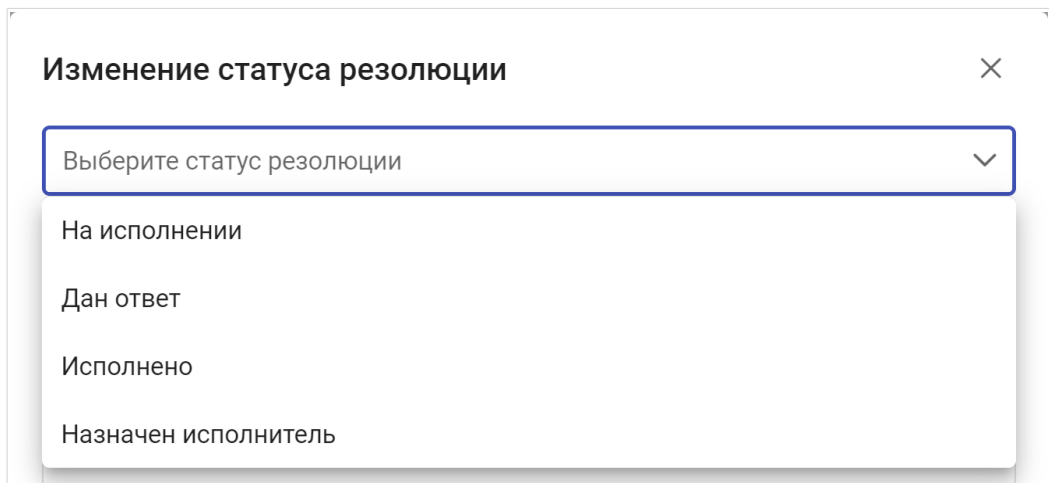 Изменение статуса резолюции
Выберите статус резолюции
На исполнении
Дан ответ
Исполнено
Назначен исполнитель